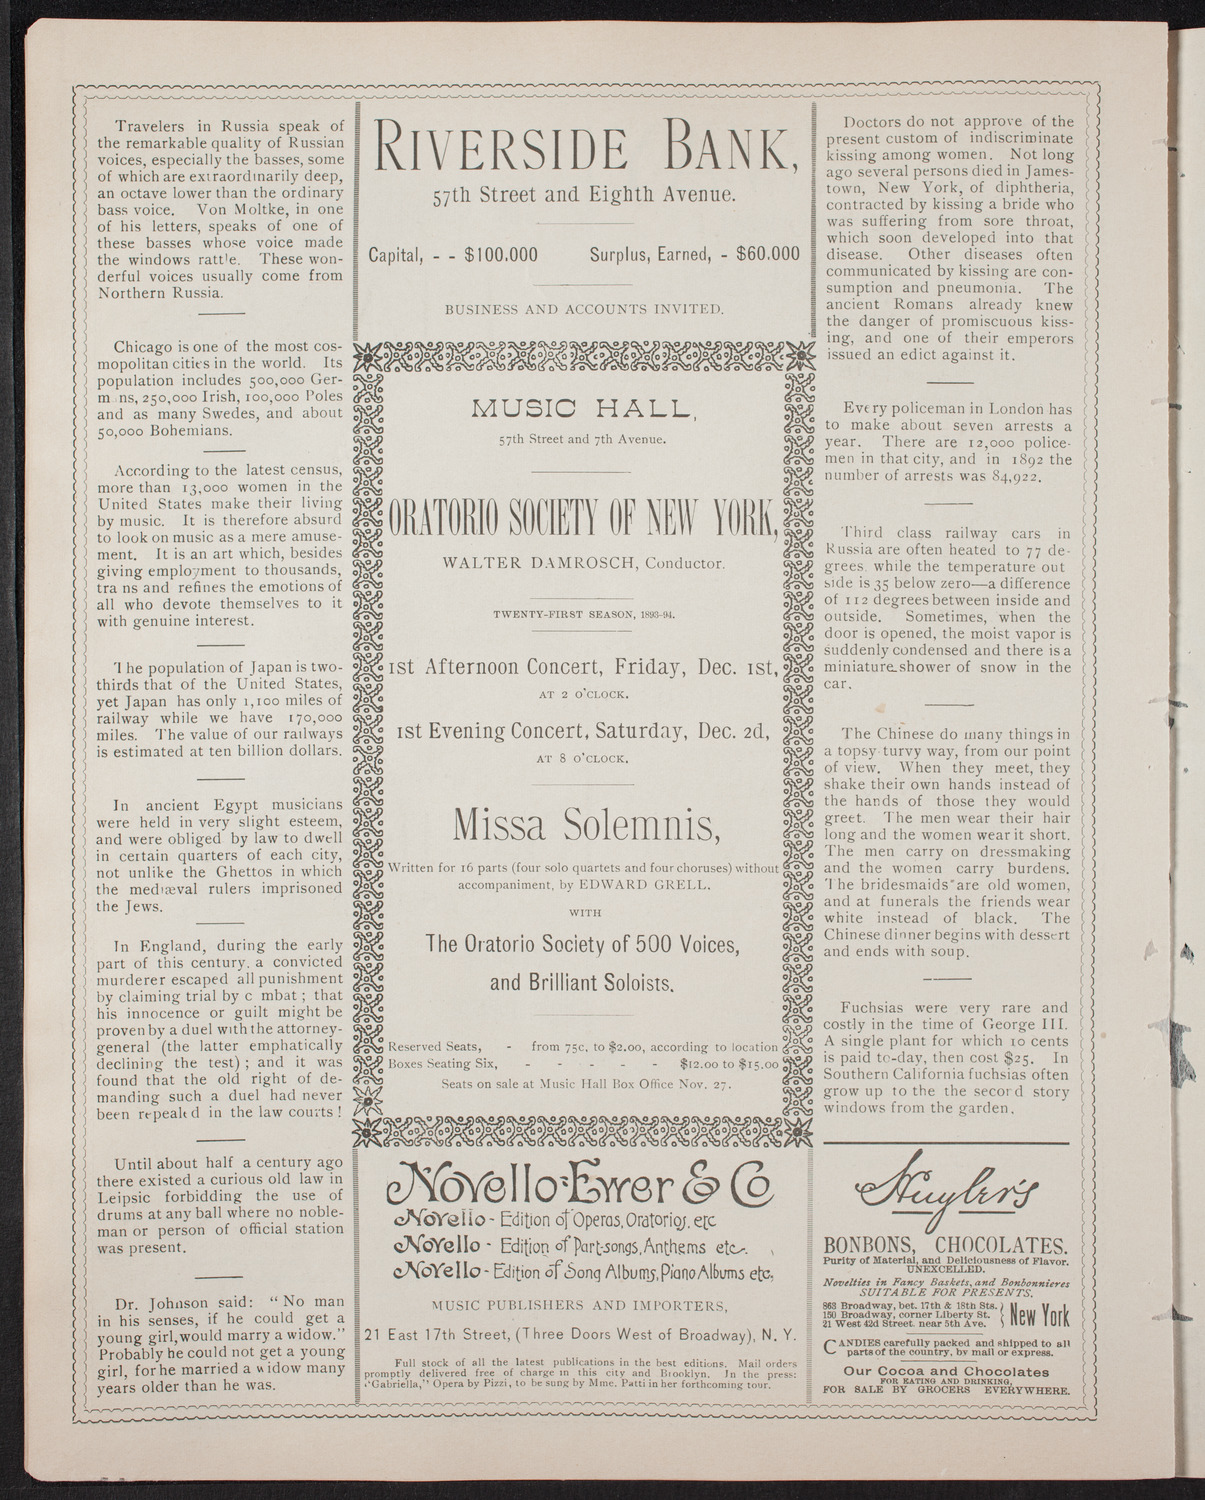 Travelers in Russia speak of
the remarkable quality of Russian
voices, especially the basses, some
of which are extraordinarily deep,
an octave lower than the ordinary
bass voice. Von Moltke, in one
of his letters, speaks of one of
these basses whose voice made
the windows rattle. These won-
derful voices usually come from
Northern Russia.
Chicago is one of the most cos-
mopolitan cities in the world. Its
population includes 500,000 Ger-
m ns, 250,000 Irish, 100,000 Poles
and as many Swedes, and about
50,000 Bohemians.
According to the latest census,
more than 13,000 women in the
United States make their living
by music. It is therefore absurd
to look on music as a mere amuse-
ment. It is an art which, besides
giving employment to thousands,
tra ns and refines the emotions of
all who devote themselves to it
with genuine interest.
The population of Japan is two-
thirds that of the United States,
yet Japan has only 1,100 miles of
railway while we have 170,000
miles. The value of our railways
is estimated at ten billion dollars.
In ancient Egypt musicians
were held in very slight esteem,
and were obliged by law to dwell
in certain quarters of each city,
not unlike the Ghettos in which
the mediæval rulers imprisoned
the Jews.
In England, during the early
part of this century, a convicted
murderer escaped all punishment
by claiming trial by c mbat; that
his innocence or guilt might be
proven by a duel with the attorney-
general (the latter emphatically
declining the test); and it was
found that the old right of de-
manding such a duel had never
been repealed in the law courts!
Until about half a century ago
there existed a curious old law in
Leipsic forbidding the use of
drums at any ball where no noble-
man or person of official station
was present.
Dr. Johnson said: "No man
in his senses, if he could get a
young girl, would marry a widow."
Probably he could not get a young
girl, for he married a widow many
years older than he was.
RIVERSIDE BANK,
57th Street and Eighth Avenue.
Capital, - - $100,000 Surplus, Earned, - $60,000
BUSINESS AND ACCOUNTS INVITED.
MUSIC HALL,
57th Street and 7th Avenue.
ORATORIO SOCIETY OF NEW YORK,
WALTER DAMROSCH, Conductor.
TWENTY-FIRST SEASON, 1893-94.
1st Afternoon Concert, Friday, Dec. 1st,
AT 2 O'CLOCK.
1st Evening Concert, Saturday, Dec. 2d,
AT 8 O'CLOCK.
Missa Solemnis,
Written for 16 parts (four solo quartets and four choruses) without
accompaniment, by EDWARD GRELL.
WITH
The Oratorio Society of 500 Voices,
and Brilliant Soloists.
Reserved Seats, - from 75c, to $2.00, according to location
Boxes Seating Six, - - - - - $12.00 to $15.00
Seats on sale at Music Hall Box Office Nov. 27.
Novello-Ewer & Co
Novello - Edition of Operas, Oratorios, etc
Novello - Edition of Part-songs, Anthems etc.
Novello - Edition of Song Albums, Piano Albums etc.
MUSIC PUBLISHERS AND IMPORTERS,
21 East 17th Street, (Three Doors West of Broadway), N. Y.
Full stock of all the latest publications in the best editions. Mail orders
promptly delivered free of charge in this city and Brooklyn. In the press:
"Gabriella," Opera by Pizzi, to be sung by Mme. Patti in her forthcoming tour.
Doctors do not approve of the
present custom of indiscriminate
kissing among women. Not long
ago several persons died in James-
town, New York, of diphtheria,
contracted by kissing a bride who
was suffering from sore throat,
which soon developed into that
disease. Other diseases often
communicated by kissing are con-
sumption and pneumonia. The
ancient Romans already knew
the danger of promiscuous kiss-
ing, and one of their emperors
issued an edict against it.
Every policeman in London has
to make about seven arrests a
year. There are 12,000 police-
men in that city, and in 1892 the
number of arrests was 84,922.
Third class railway cars in
Russia are often heated to 77 de-
grees while the temperature out
side is 35 below zero—a difference
of 112 degrees between inside and
outside. Sometimes, when the
door is opened, the moist vapor is
suddenly condensed and there is a
miniature shower of snow in the
car.
The Chinese do many things in
a topsy-turvy way, from our point
of view. When they meet, they
shake their own hands instead of
the hands of those they would
greet. The men wear their hair
long and the women wear it short.
The men carry on dressmaking
and the women carry burdens.
The bridesmaids are old women,
and at funerals the friends wear
white instead of black. The
Chinese dinner begins with dessert
and ends with soup.
Fuchsias were very rare and
costly in the time of George III.
A single plant for which 10 cents
is paid to-day, then cost $25. In
Southern California fuchsias often
grow up to the the second story
windows from the garden.
Huyler's
BONBONS, CHOCOLATES.
Purity of Material, and Deliciousness of Flavor.
UNEXCELLED.
Novelties in Fancy Baskets, and Bonbonnieres
SUITABLE FOR PRESENTS.
863 Broadway, bet. 17th & 18th Sts.
150 Broadway, corner Liberty St.
21 West 42d Street, near 5th Ave.
New York
CANDIES carefully packed and shipped to all
parts of the country, by mail or express.
Our Cocoa and Chocolates
FOR EATING AND DRINKING,
FOR SALE BY GROCERS EVERYWHERE.